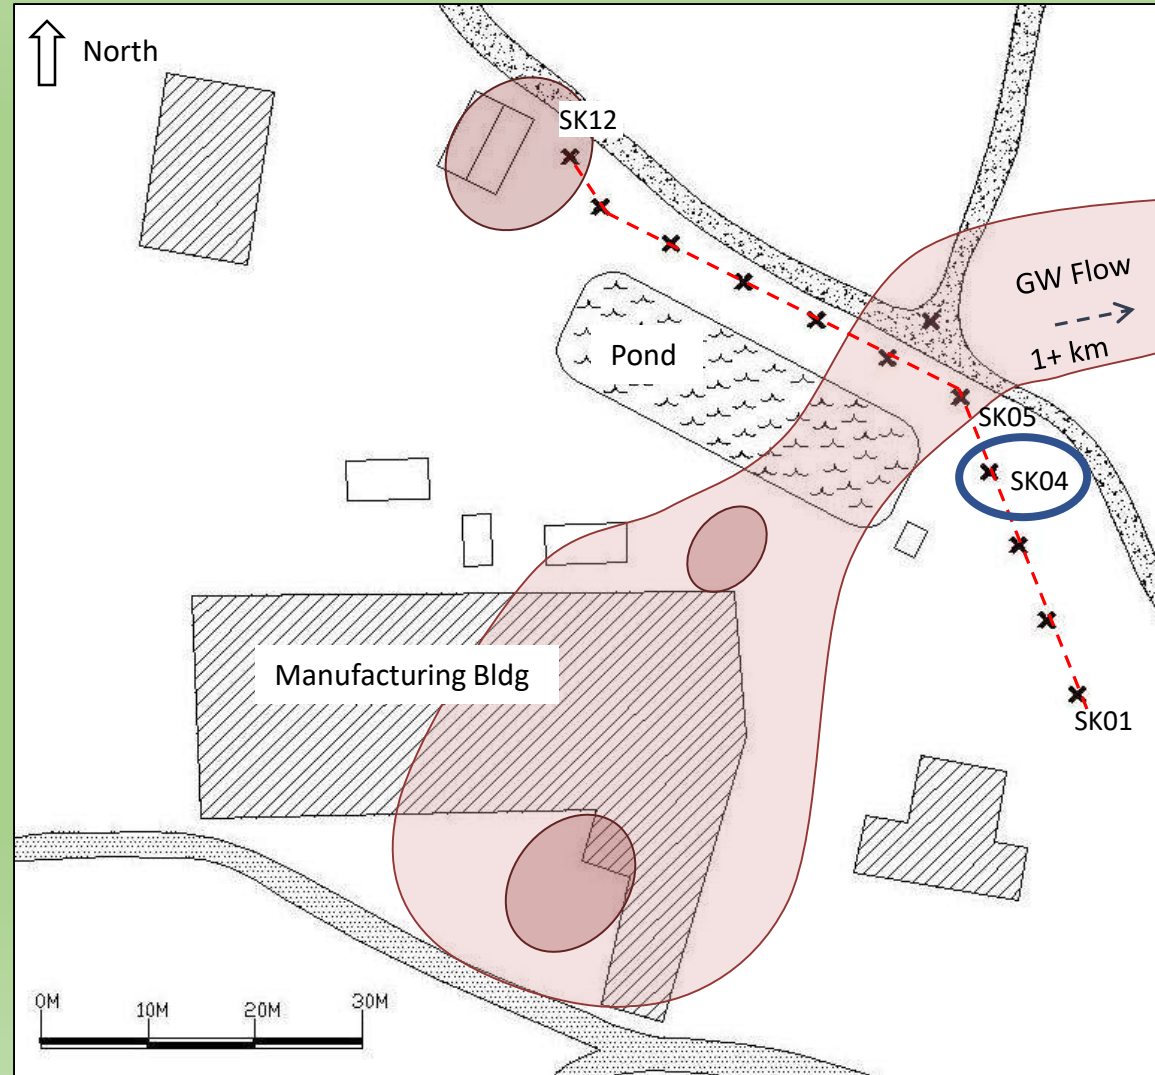 North
SK12
GW Flow
1+ km
Pond
SK05
SK04
Manufacturing Bldg
SK01
0M 10M 20M 30M